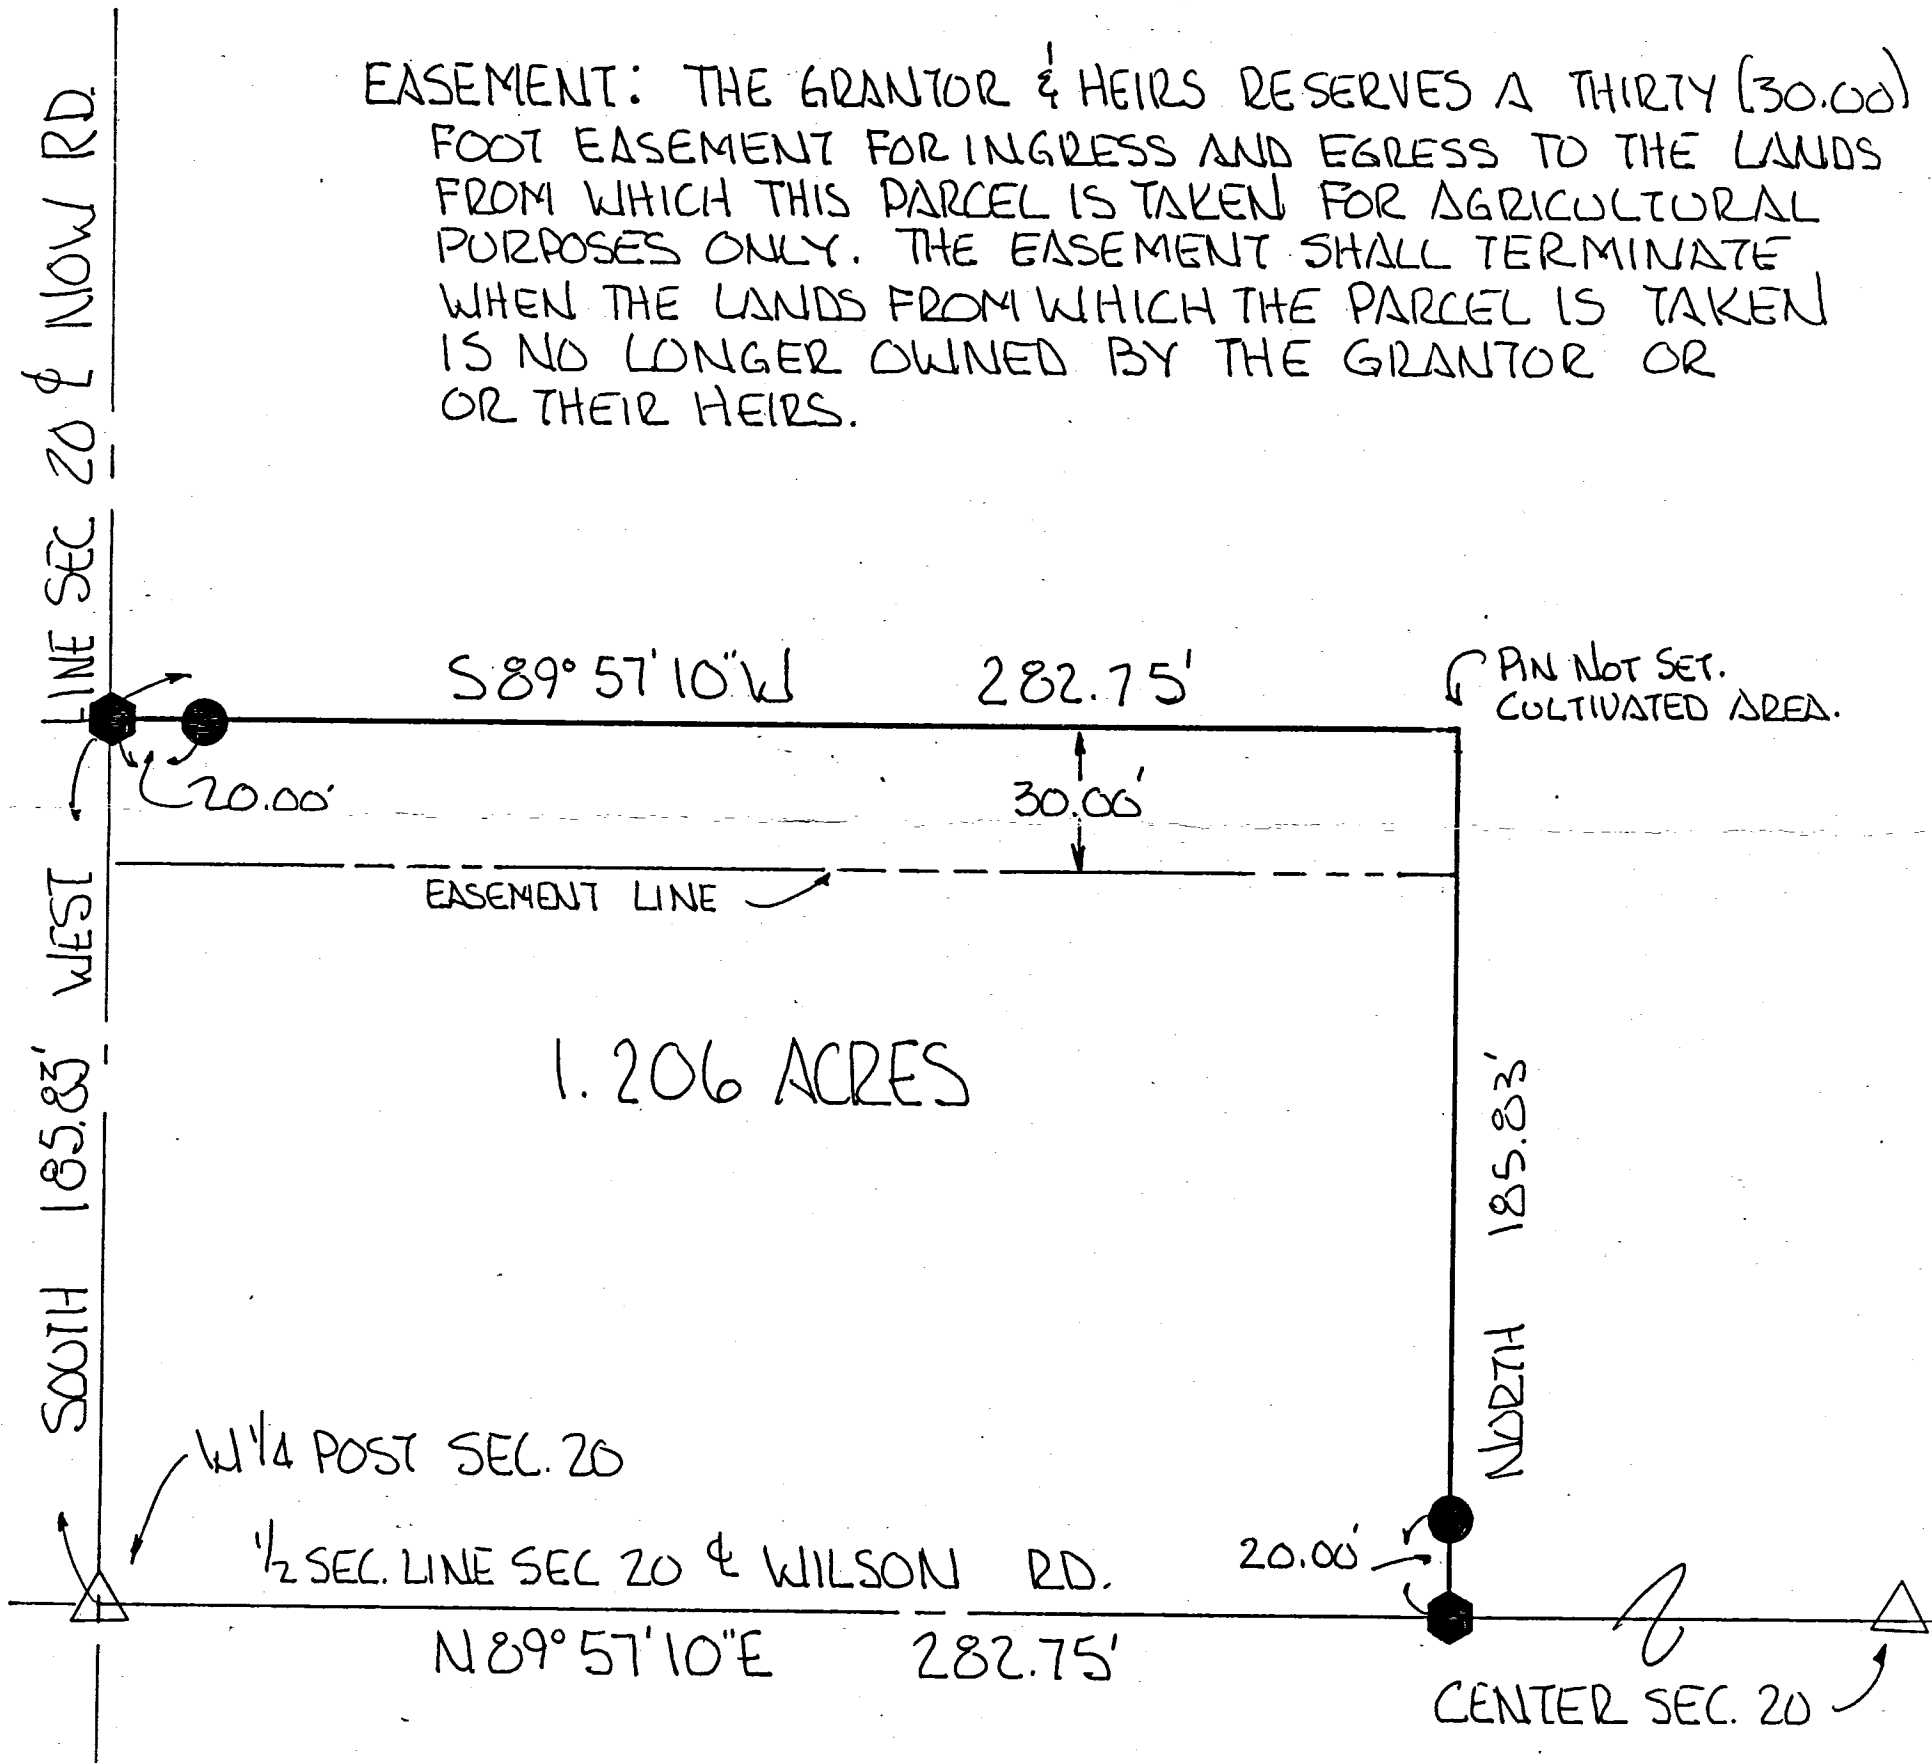 EASEMENT: THE GRANTOR & HEIRS RESERVES A THIRTY (30.00)
FOOT EASEMENT FOR INGRESS AND EGRESS TO THE LANDS
FROM WHICH THIS PARCEL IS TAKEN FOR AGRICULTURAL
PURPOSES ONLY. THE EASEMENT SHALL TERMINATE
WHEN THE LANDS FROM WHICH THE PARCEL IS TAKEN
IS NO LONGER OWNED BY THE GRANTOR OR
OR THEIR HEIRS.
WEST LINE SEC 20 ℄ NOW RD.
S 89° 57' 10" W 282.75'
PIN NOT SET.
CULTIVATED AREA.
20.00'
30.00'
EASEMENT LINE
1.206 ACRES
SOUTH 185.83'
NORTH 185.83'
W 1/4 POST SEC. 20
1/2 SEC. LINE SEC 20 ℄ WILSON RD.
20.00'
N 89° 57' 10" E 282.75'
CENTER SEC. 20